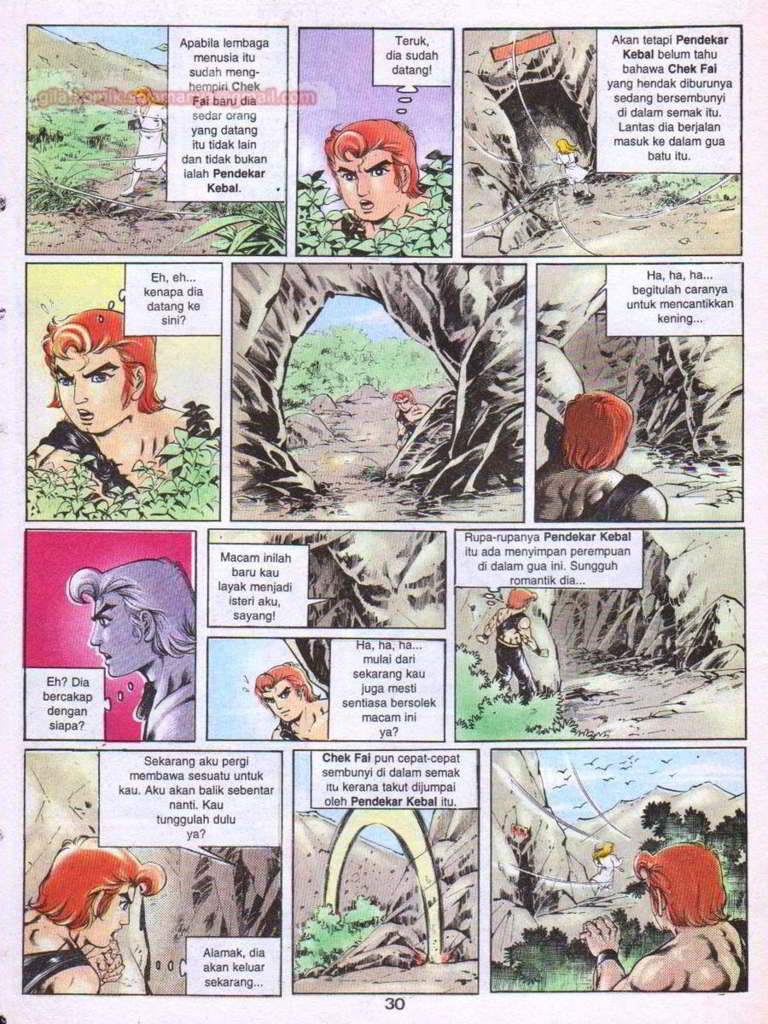 Apabila lembaga
menusia itu
sudah meng-
hempiri Chek
Fai baru dia
sedar orang
yang datang
itu tidak lain
dan tidak bukan
ialah Pendekar
Kebal.
Teruk,
dia sudah
datang!
Akan tetapi Pendekar
Kebal belum tahu
bahawa Chek Fai
yang hendak diburunya
sedang bersembunyi
di dalam semak itu.
Lantas dia berjalan
masuk ke dalam gua
batu itu.
Eh, eh...
kenapa dia
datang ke
sini?
Ha, ha, ha...
begitulah caranya
untuk mencantikkan
kening...
Eh? Dia
bercakap
dengan
siapa?
Macam inilah
baru kau
layak menjadi
isteri aku,
sayang!
Ha, ha, ha...
mulai dari
sekarang kau
juga mesti
sentiasa bersolek
macam ini
ya?
Rupa-rupanya Pendekar Kebal
itu ada menyimpan perempuan
di dalam gua ini. Sungguh
romantik dia...
Sekarang aku pergi
membawa sesuatu untuk
kau. Aku akan balik sebentar
nanti. Kau
tunggulah dulu
ya?
Alamak, dia
akan keluar
sekarang...
Chek Fai pun cepat-cepat
sembunyi di dalam semak
itu kerana takut dijumpai
oleh Pendekar Kebal itu.
30